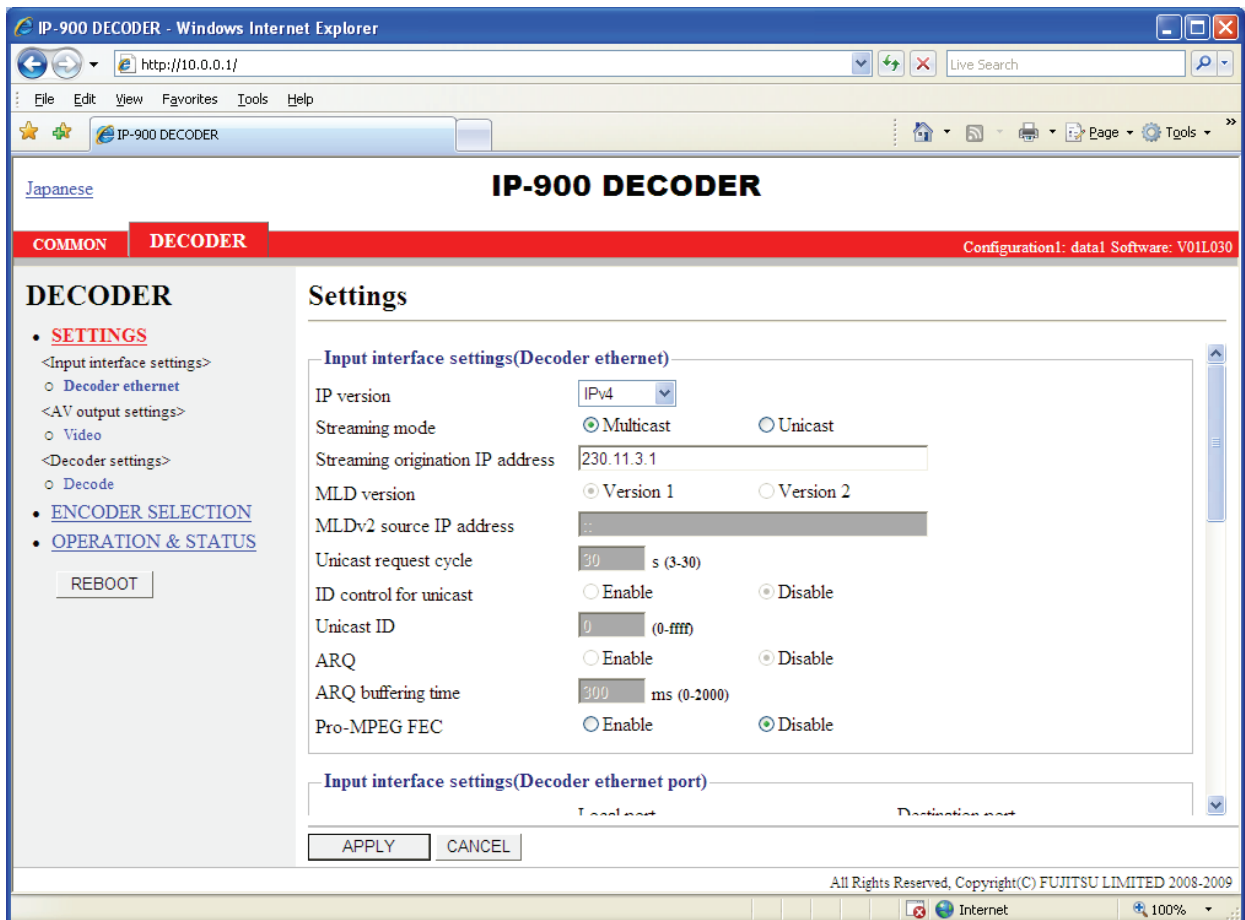 IP-900 DECODER - Windows Internet Explorer
http://10.0.0.1/
Live Search
File Edit View Favorites Tools Help
IP-900 DECODER
Page Tools »
Japanese
IP-900 DECODER
COMMON DECODER
Configuration1: data1 Software: V01L030
DECODER
• SETTINGS
<Input interface settings>
○ Decoder ethernet
<AV output settings>
○ Video
<Decoder settings>
○ Decode
• ENCODER SELECTION
• OPERATION & STATUS
REBOOT
Settings
Input interface settings(Decoder ethernet)
IP version IPv4
Streaming mode Multicast Unicast
Streaming origination IP address 230.11.3.1
MLD version Version 1 Version 2
MLDv2 source IP address ::
Unicast request cycle 30 s (3-30)
ID control for unicast Enable Disable
Unicast ID 0 (0-ffff)
ARQ Enable Disable
ARQ buffering time 300 ms (0-2000)
Pro-MPEG FEC Enable Disable
Input interface settings(Decoder ethernet port)
Local port Destination port
APPLY CANCEL
All Rights Reserved, Copyright(C) FUJITSU LIMITED 2008-2009
Internet 100%